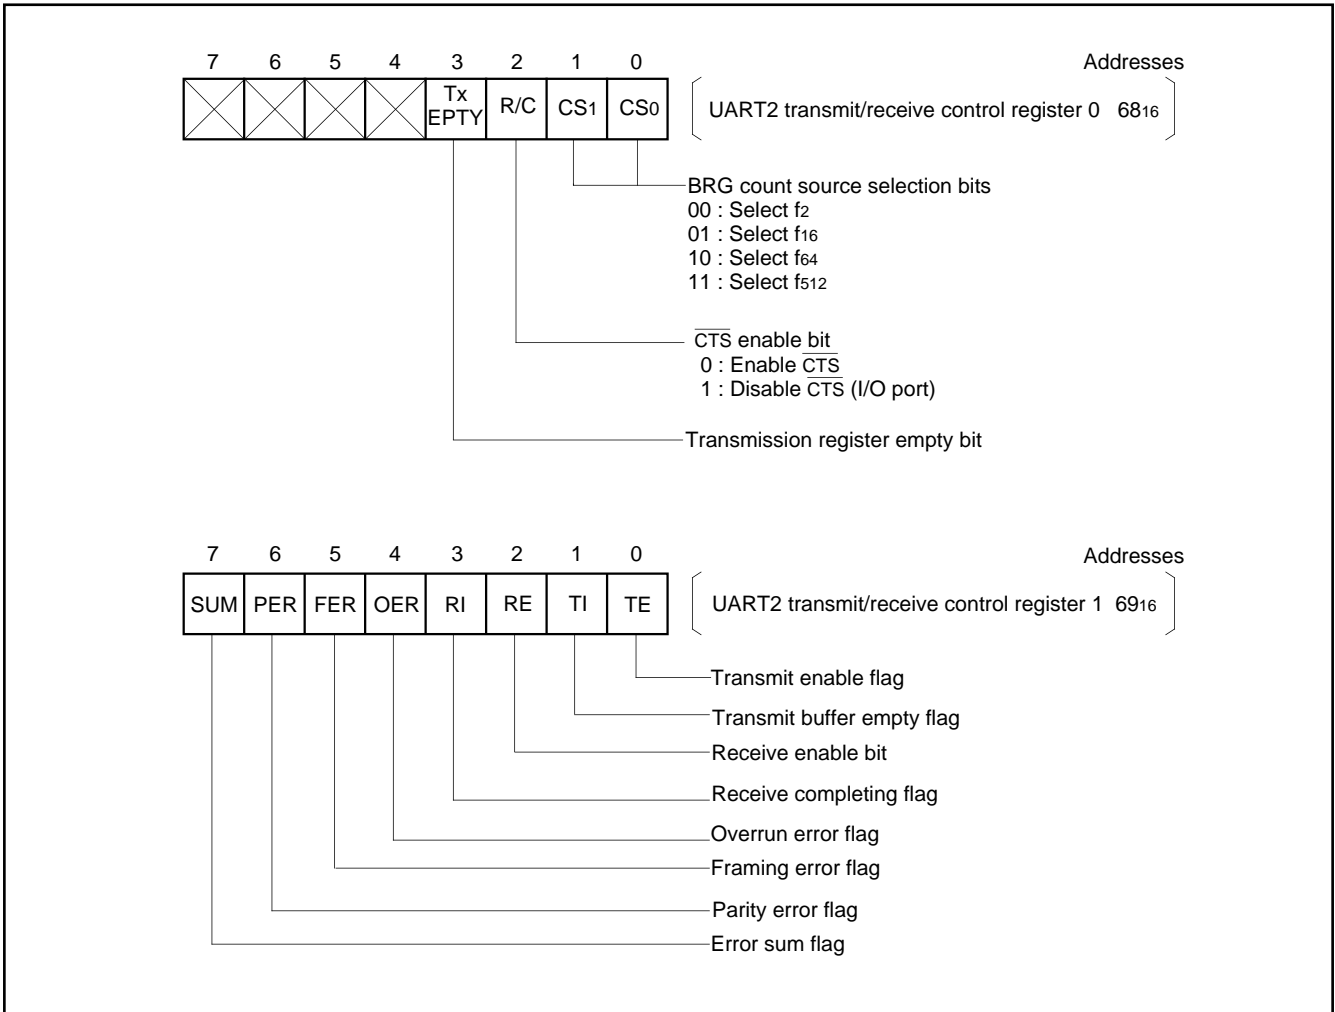 7 6 5 4 3 2 1 0 Addresses
Tx EPTY R/C CS1 CS0 UART2 transmit/receive control register 0 6816
BRG count source selection bits
00 : Select f2
01 : Select f16
10 : Select f64
11 : Select f512
CTS enable bit
0 : Enable CTS
1 : Disable CTS (I/O port)
Transmission register empty bit
7 6 5 4 3 2 1 0 Addresses
SUM PER FER OER RI RE TI TE UART2 transmit/receive control register 1 6916
Transmit enable flag
Transmit buffer empty flag
Receive enable bit
Receive completing flag
Overrun error flag
Framing error flag
Parity error flag
Error sum flag